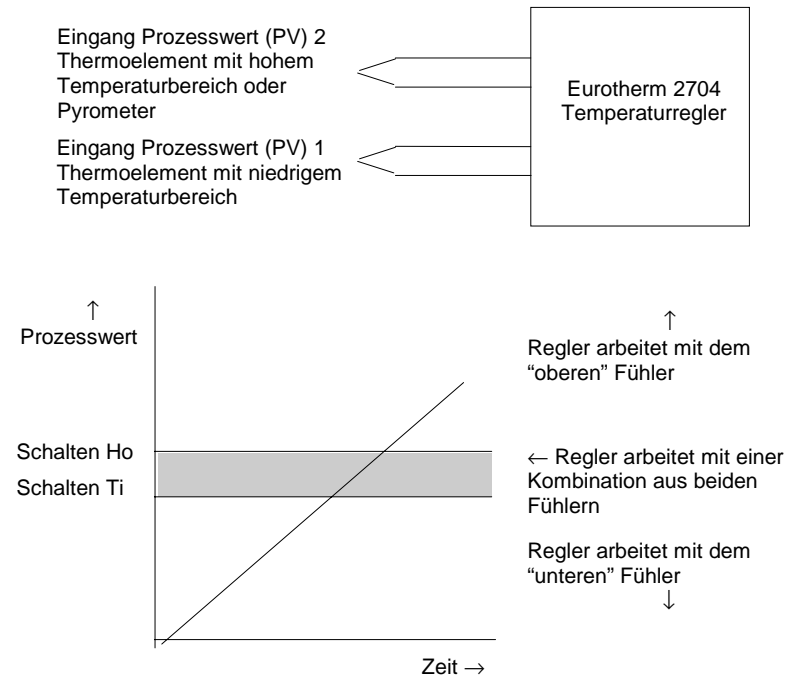 Eingang Prozesswert (PV) 2
Thermoelement mit hohem
Temperaturbereich oder
Pyrometer
Eurotherm 2704
Temperaturregler
Eingang Prozesswert (PV) 1
Thermoelement mit niedrigem
Temperaturbereich
↑
Prozesswert
↑
Regler arbeitet mit dem
“oberen” Fühler
Schalten Ho
Schalten Ti
← Regler arbeitet mit einer
Kombination aus beiden
Fühlern
Regler arbeitet mit dem
“unteren” Fühler
↓
Zeit →